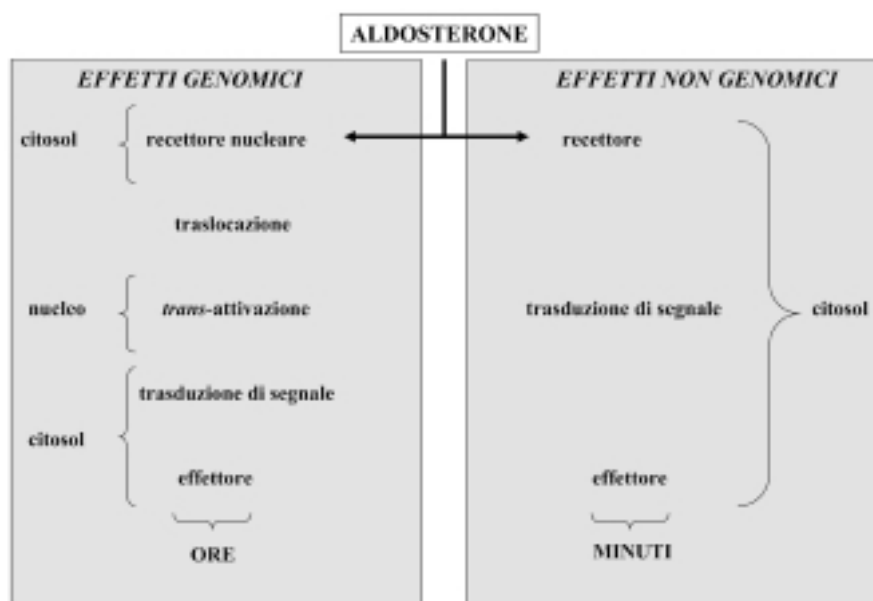 ALDOSTERONE
EFFETTI GENOMICI
citosol
recettore nucleare
traslocazione
nucleo
trans-attivazione
trasduzione di segnale
citosol
effettore
ORE
EFFETTI NON GENOMICI
recettore
trasduzione di segnale
citosol
effettore
MINUTI